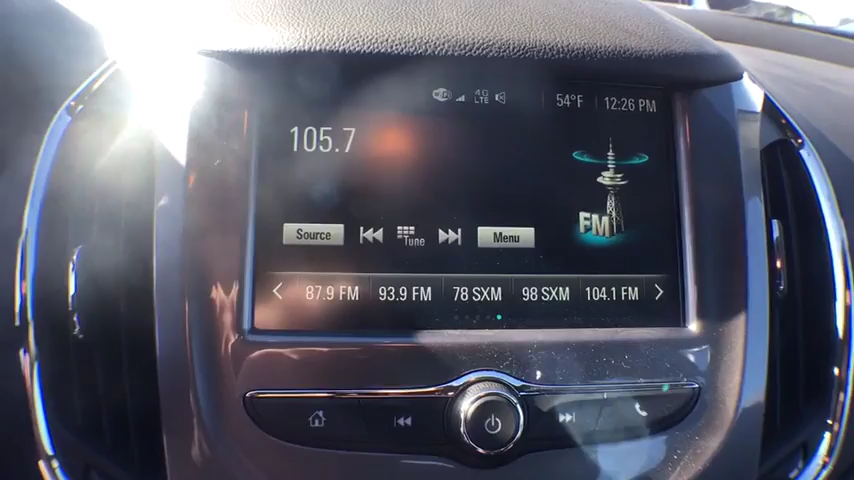 4G
LTE
54°F
12:26 PM
105.7
FM
Source
Tune
Menu
87.9 FM
93.9 FM
78 SXM
98 SXM
104.1 FM